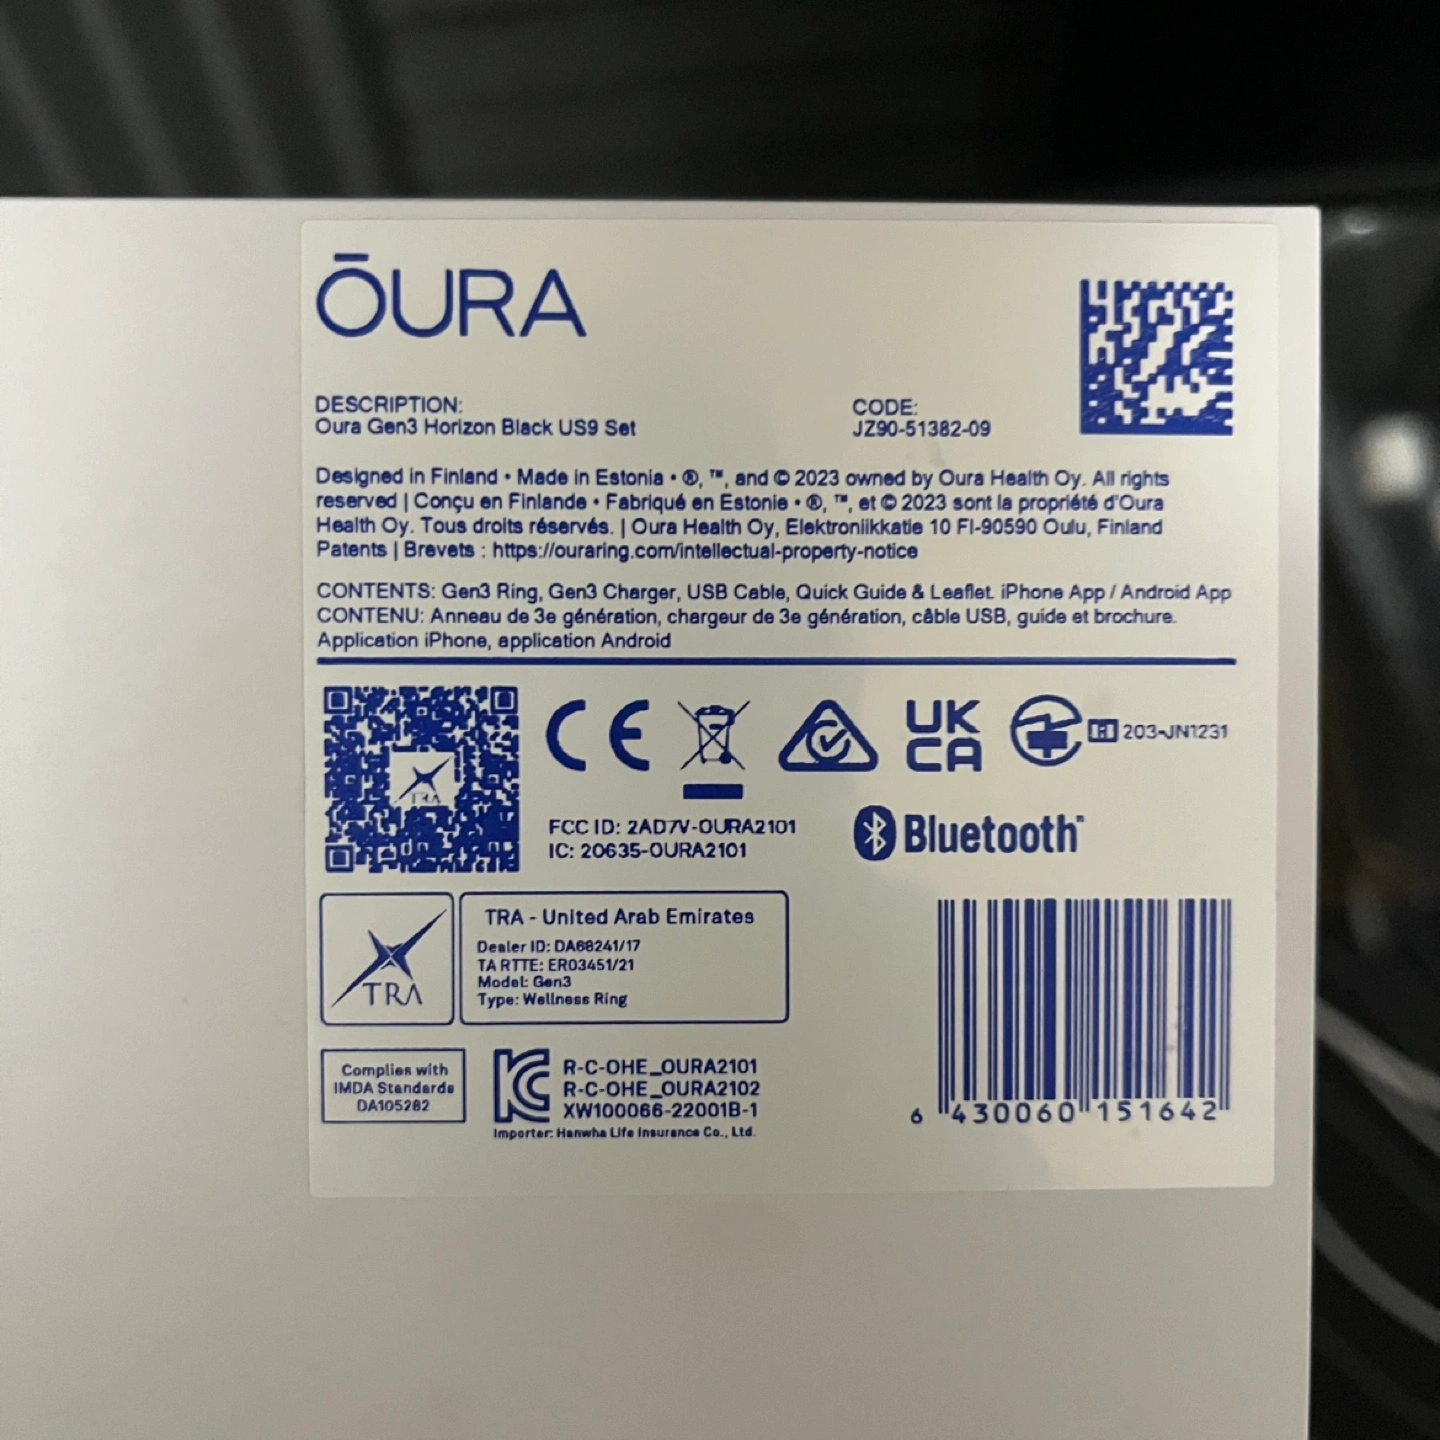 ŌURA
DESCRIPTION:
Oura Gen3 Horizon Black US9 Set
CODE:
JZ90-51382-09
Designed in Finland • Made in Estonia • ®, ™, and © 2023 owned by Oura Health Oy. All rights
reserved | Conçu en Finlande • Fabriqué en Estonie • ®, ™, et © 2023 sont la propriété d'Oura
Health Oy. Tous droits réservés. | Oura Health Oy, Elektroniikkatie 10 FI-90590 Oulu, Finland
Patents | Brevets : https://ouraring.com/intellectual-property-notice
CONTENTS: Gen3 Ring, Gen3 Charger, USB Cable, Quick Guide & Leaflet. iPhone App / Android App
CONTENU: Anneau de 3e génération, chargeur de 3e génération, câble USB, guide et brochure.
Application iPhone, application Android
TRA
CE
UK
CA
R 203-JN1231
FCC ID: 2AD7V-OURA2101
IC: 20635-OURA2101
Bluetooth®
TRA
TRA - United Arab Emirates
Dealer ID: DA68241/17
TA RTTE: ER03451/21
Model: Gen3
Type: Wellness Ring
Complies with
IMDA Standards
DA105282
R-C-OHE_OURA2101
R-C-OHE_OURA2102
XW100066-22001B-1
Importer: Hanwha Life Insurance Co., Ltd.
6 430060 151642